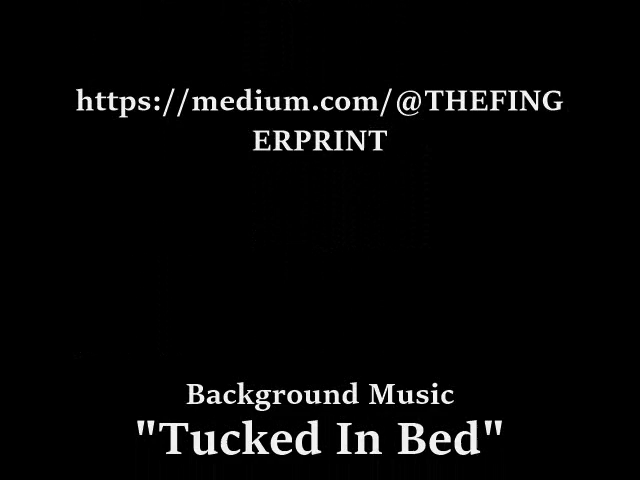 https://medium.com/@THEFING
ERPRINT
Background Music
"Tucked In Bed"